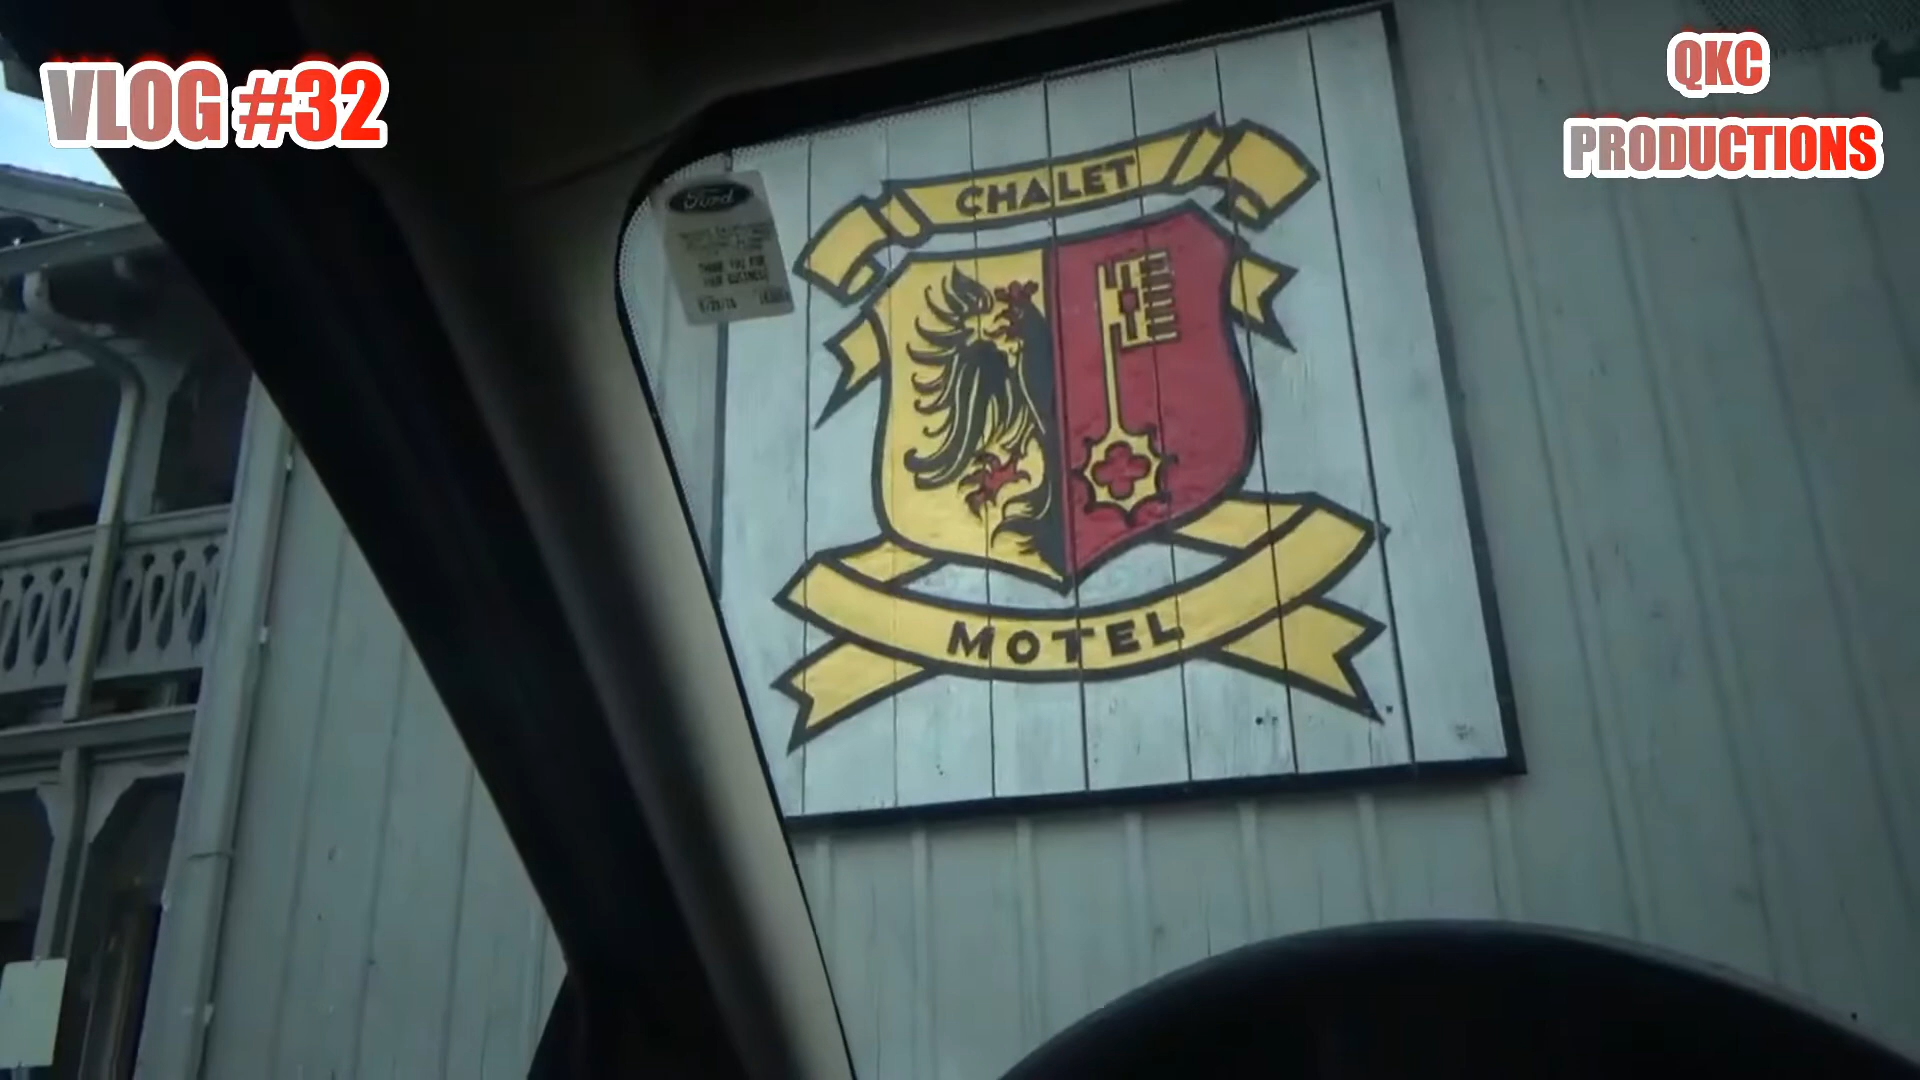 VLOG #32
QKC
PRODUCTIONS
CHALET
Ford
THANK YOU FOR
YOUR BUSINESS
MOTEL